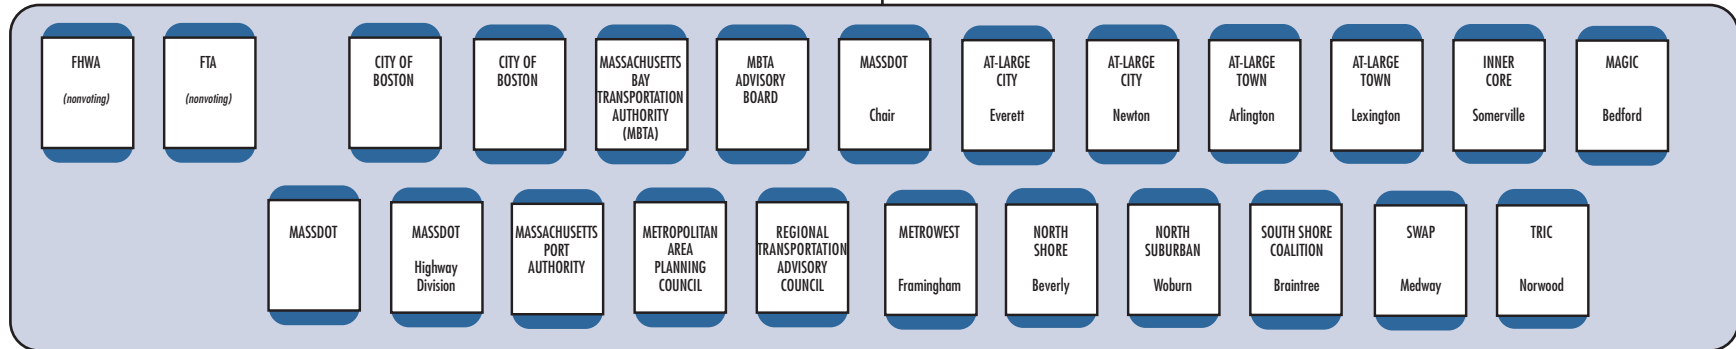 FHWA
(nonvoting)
FTA
(nonvoting)
CITY OF
BOSTON
CITY OF
BOSTON
MASSACHUSETTS
BAY
TRANSPORTATION
AUTHORITY
(MBTA)
MBTA
ADVISORY
BOARD
MASSDOT
Chair
AT-LARGE
CITY
Everett
AT-LARGE
CITY
Newton
AT-LARGE
TOWN
Arlington
AT-LARGE
TOWN
Lexington
INNER
CORE
Somerville
MAGIC
Bedford
MASSDOT
MASSDOT
Highway
Division
MASSACHUSETTS
PORT
AUTHORITY
METROPOLITAN
AREA
PLANNING
COUNCIL
REGIONAL
TRANSPORTATION
ADVISORY
COUNCIL
METROWEST
Framingham
NORTH
SHORE
Beverly
NORTH
SUBURBAN
Woburn
SOUTH SHORE
COALITION
Braintree
SWAP
Medway
TRIC
Norwood